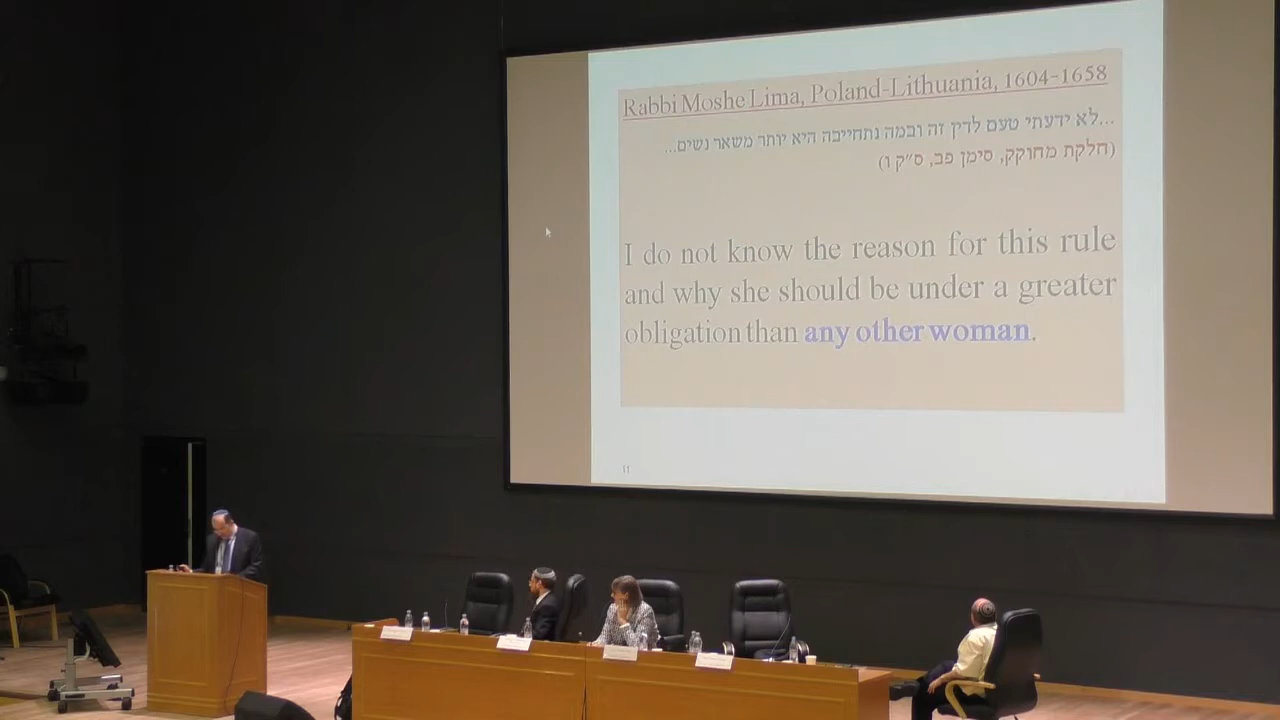 Rabbi Moshe Lima, Poland-Lithuania, 1604-1658
...לא ידעתי טעם לדין זה ובמה נתחייבה היא יותר משאר נשים...
(חלקת מחוקק, סימן פב, ס״ק ו)
I do not know the reason for this rule
and why she should be under a greater
obligation than any other woman.